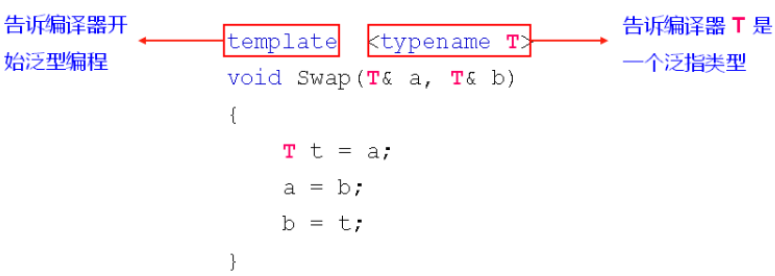 告诉编译器开
始泛型编程
template <typename T>
告诉编译器 T 是
一个泛指类型
void Swap(T& a, T& b)
{
T t = a;
a = b;
b = t;
}